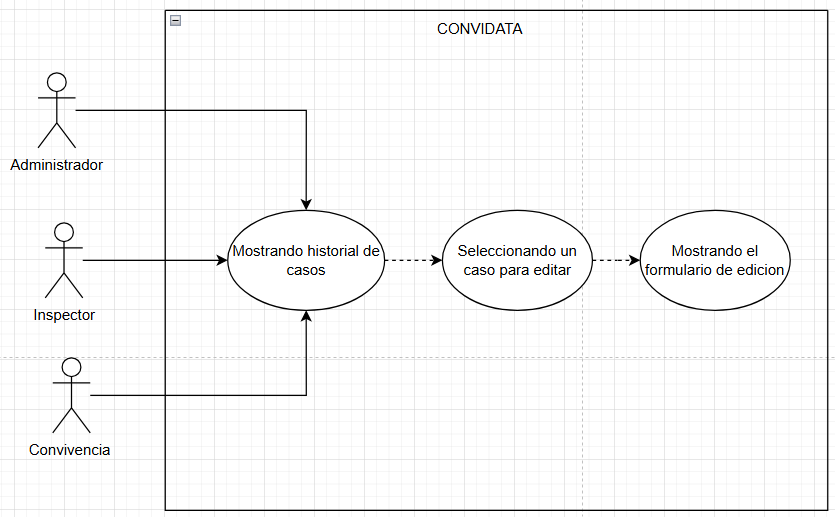 CONVIDATA
Administrador
Mostrando historial de
casos
Seleccionando un
caso para editar
Mostrando el
formulario de edicion
Inspector
Convivencia